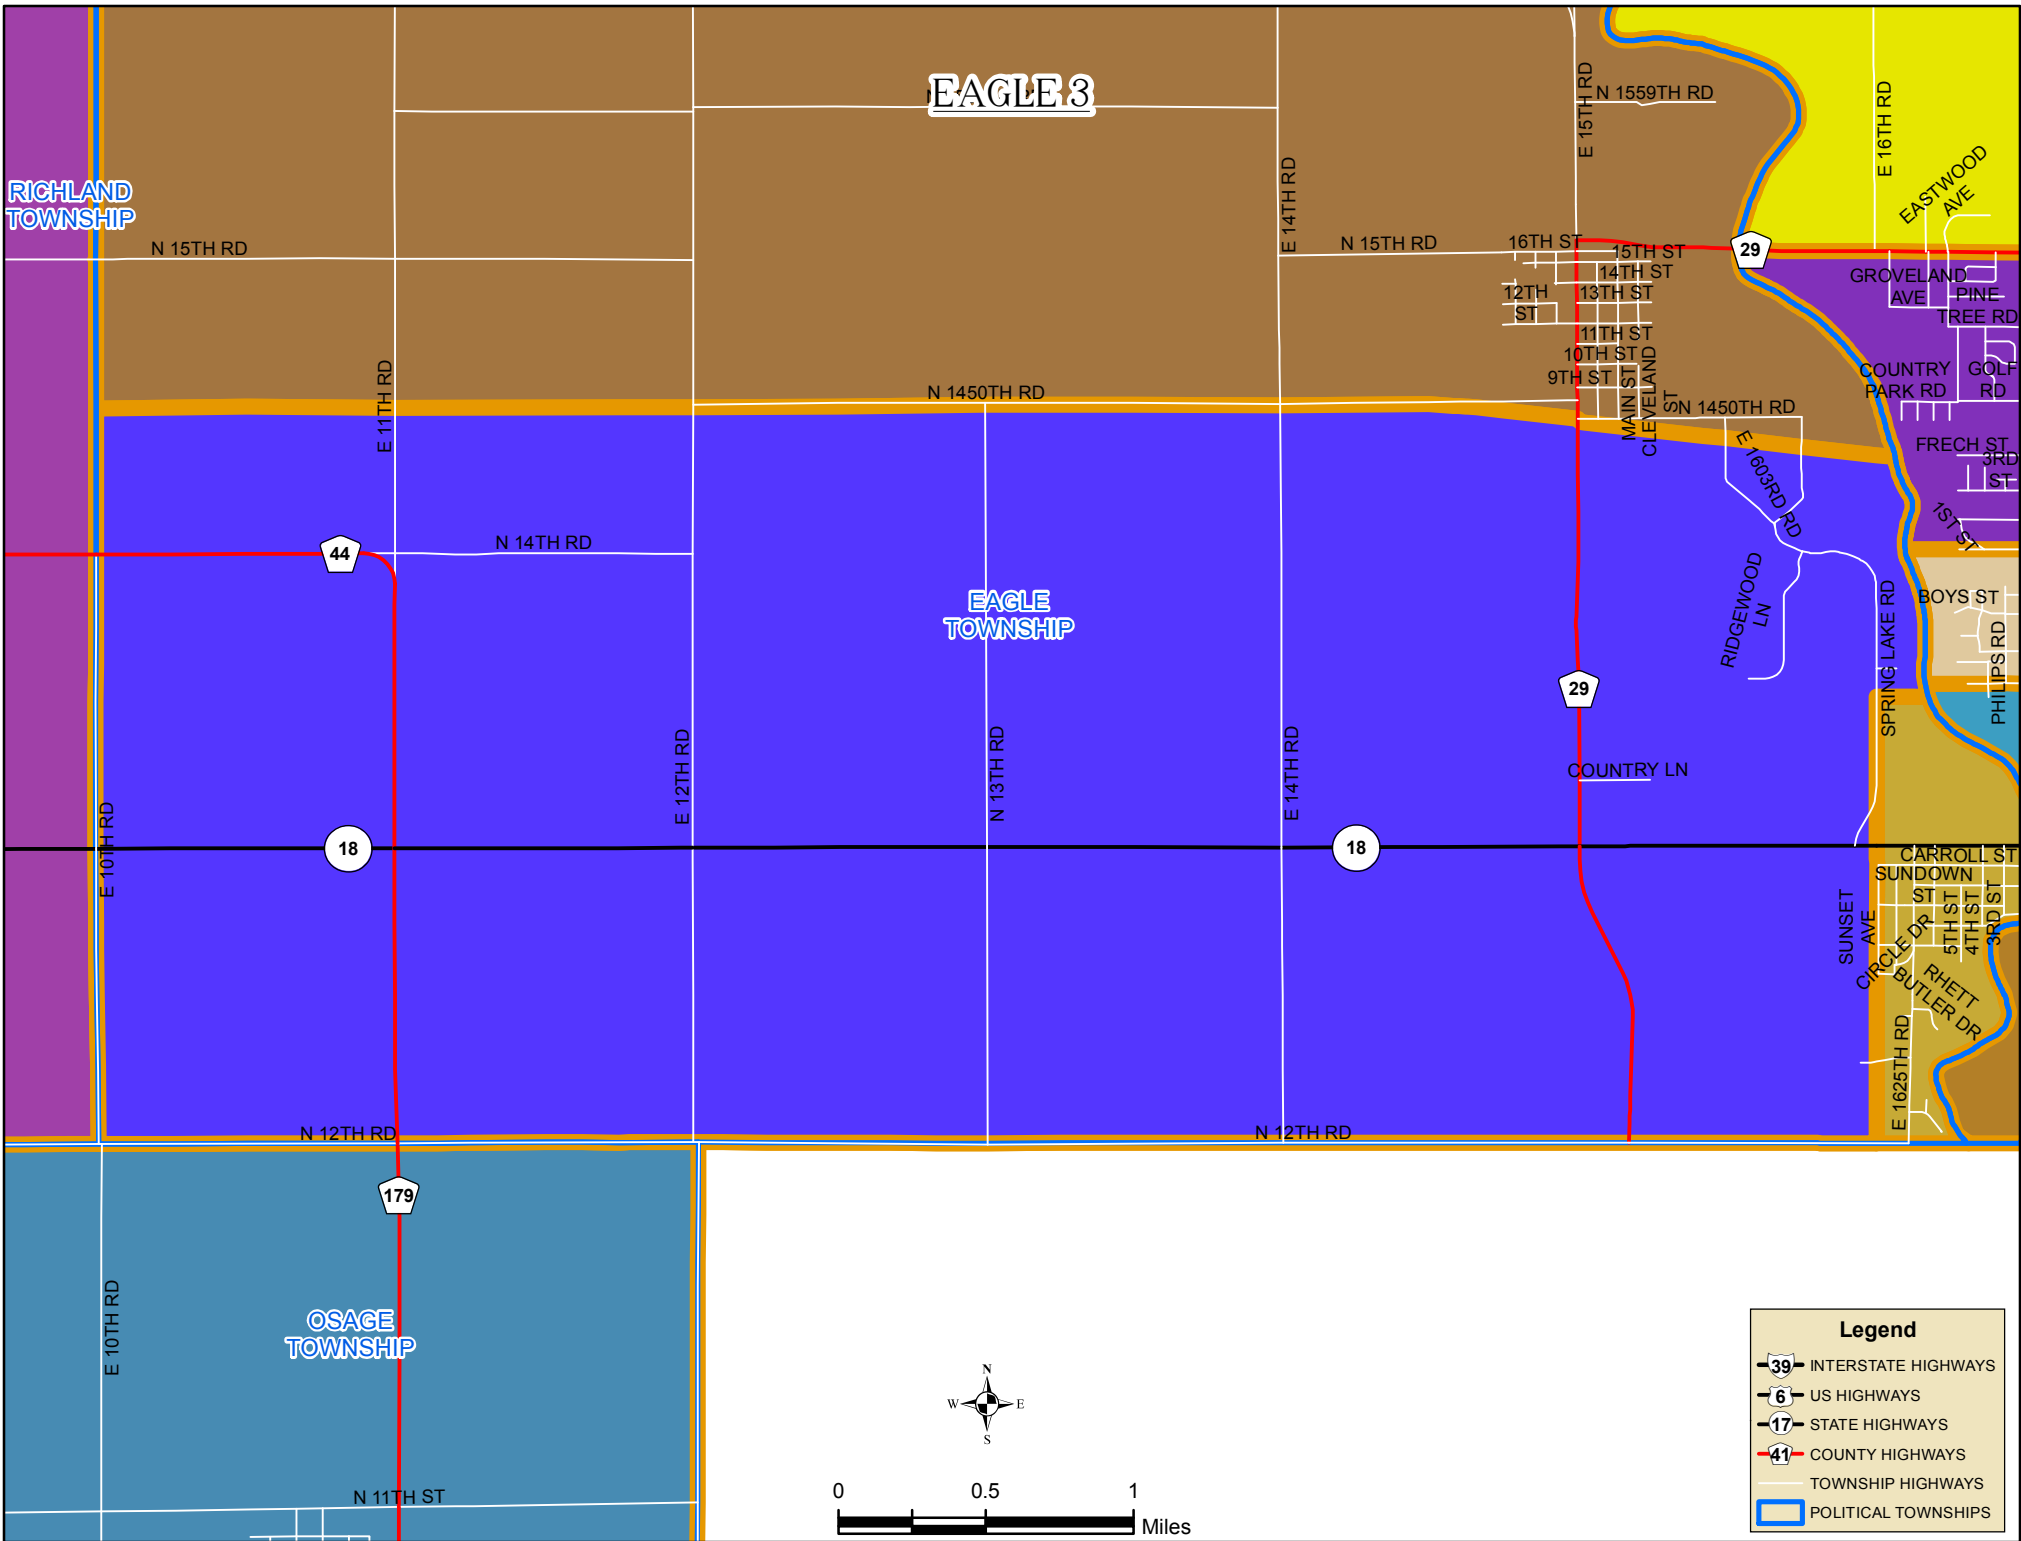 EAGLE 3
N 1559TH RD
E 15TH RD
E 16TH RD
EASTWOOD
AVE
RICHLAND
TOWNSHIP
E 14TH RD
N 15TH RD
N 15TH RD
16TH ST
15TH ST
29
14TH ST
GROVELAND
AVE
12TH
ST
13TH ST
PINE
TREE RD
11TH ST
10TH ST
9TH ST
MAIN ST
CLEVELAND
ST
COUNTRY
PARK RD
GOLF
RD
E 11TH RD
N 1450TH RD
N 1450TH RD
E 1603RD RD
FRECH ST
3RD
ST
1ST ST
44
N 14TH RD
EAGLE
TOWNSHIP
RIDGEWOOD
LN
SPRING LAKE RD
BOYS ST
PHILIPS RD
29
E 12TH RD
N 13TH RD
E 14TH RD
COUNTRY LN
E 10TH RD
18
18
CARROLL ST
SUNDOWN
ST
SUNSET
AVE
CIRCLE DR
5TH ST
4TH ST
3RD ST
RHETT
BUTLER DR
E 1625TH RD
N 12TH RD
N 12TH RD
179
E 10TH RD
OSAGE
TOWNSHIP
N 11TH ST
N
W
E
S
0
0.5
1
Miles
Legend
39 INTERSTATE HIGHWAYS
6 US HIGHWAYS
17 STATE HIGHWAYS
41 COUNTY HIGHWAYS
TOWNSHIP HIGHWAYS
POLITICAL TOWNSHIPS